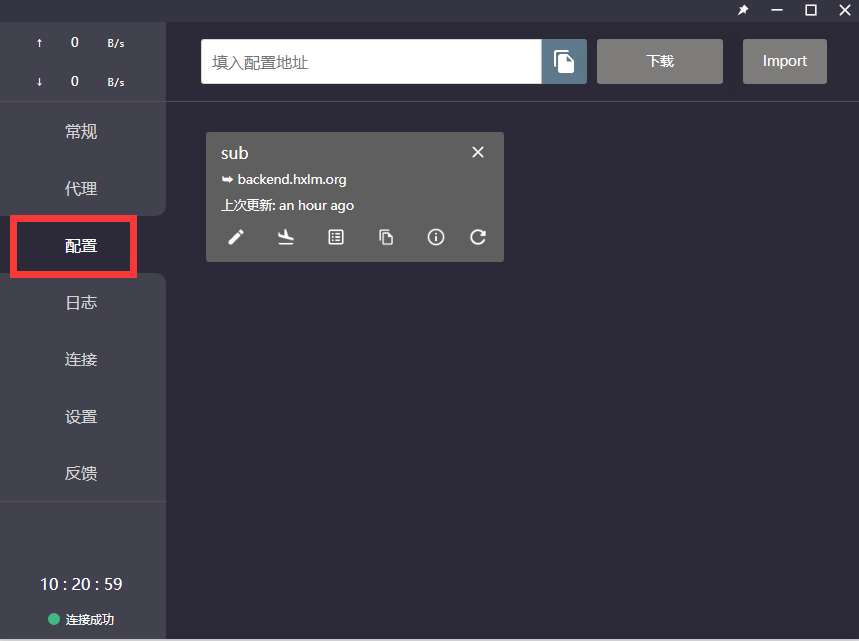 ↑ 0 B/s
↓ 0 B/s
填入配置地址
下载
Import
常规
代理
配置
日志
连接
设置
反馈
sub
➥ backend.hxlm.org
上次更新: an hour ago
10 : 20 : 59
连接成功